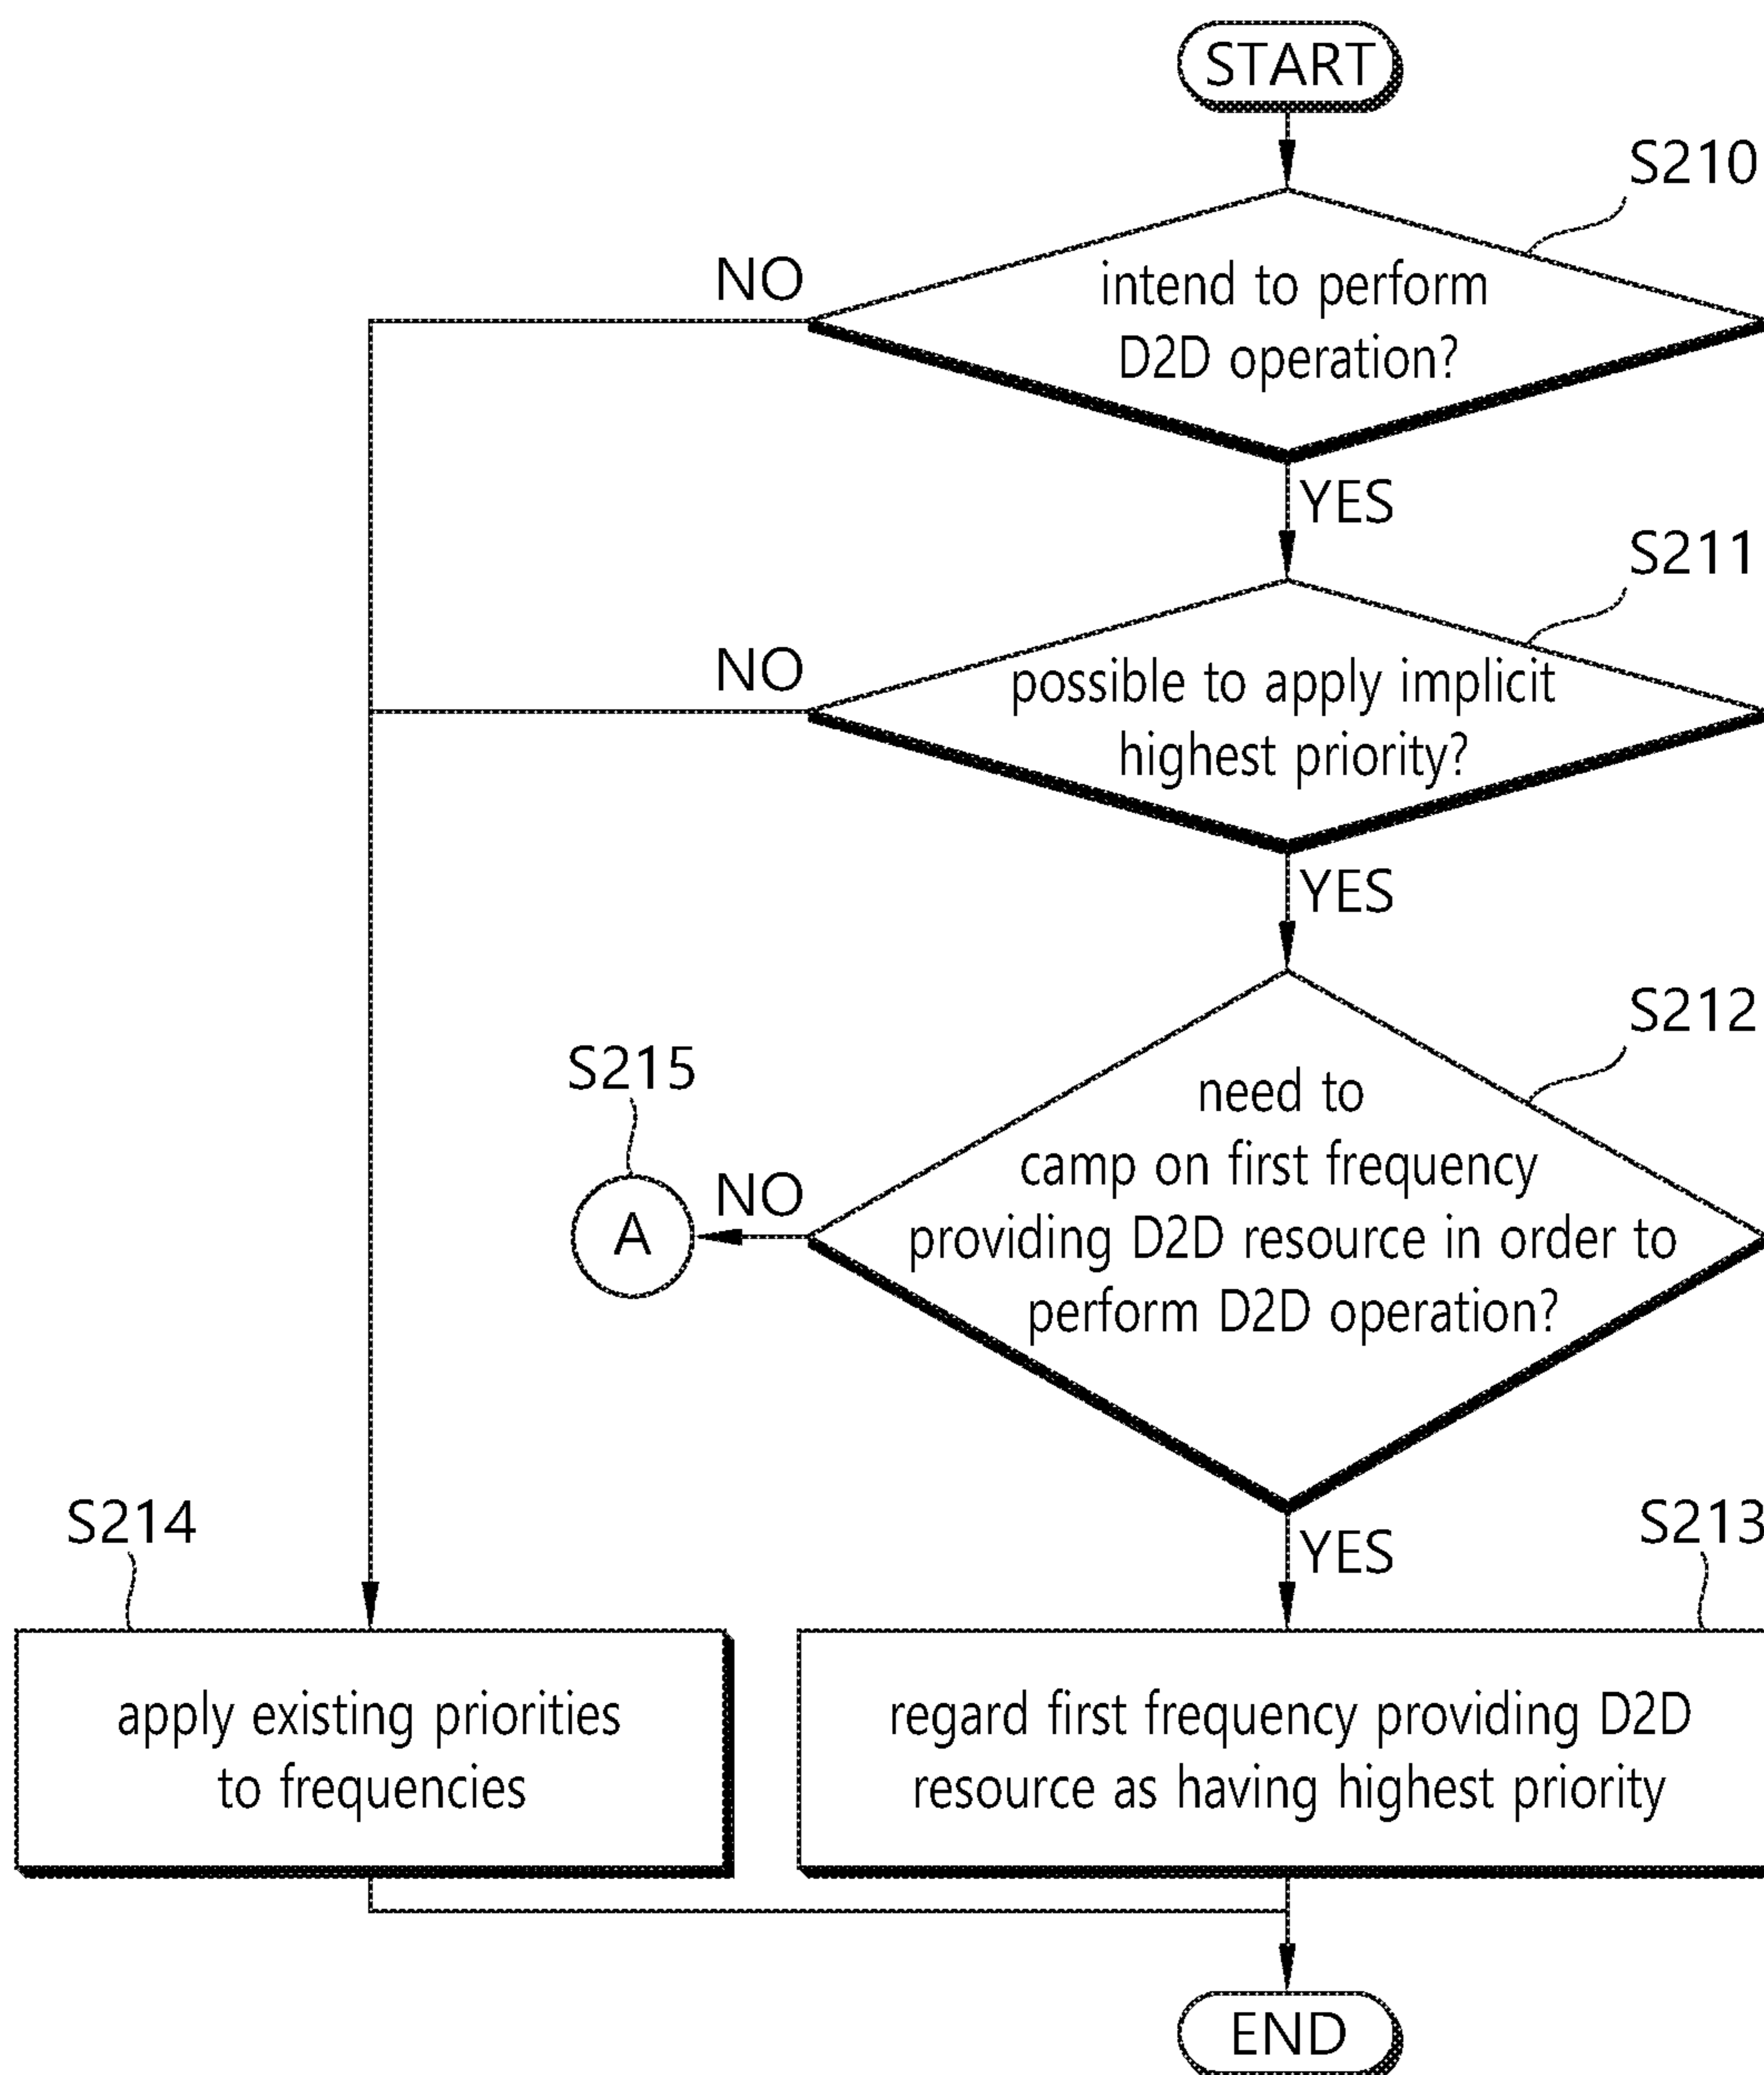 START
S210
NO
intend to perform
D2D operation?
YES
S211
NO
possible to apply implicit
highest priority?
YES
S212
S215
need to
camp on first frequency
providing D2D resource in order to
perform D2D operation?
NO
A
YES
S214
S213
apply existing priorities
to frequencies
regard first frequency providing D2D
resource as having highest priority
END